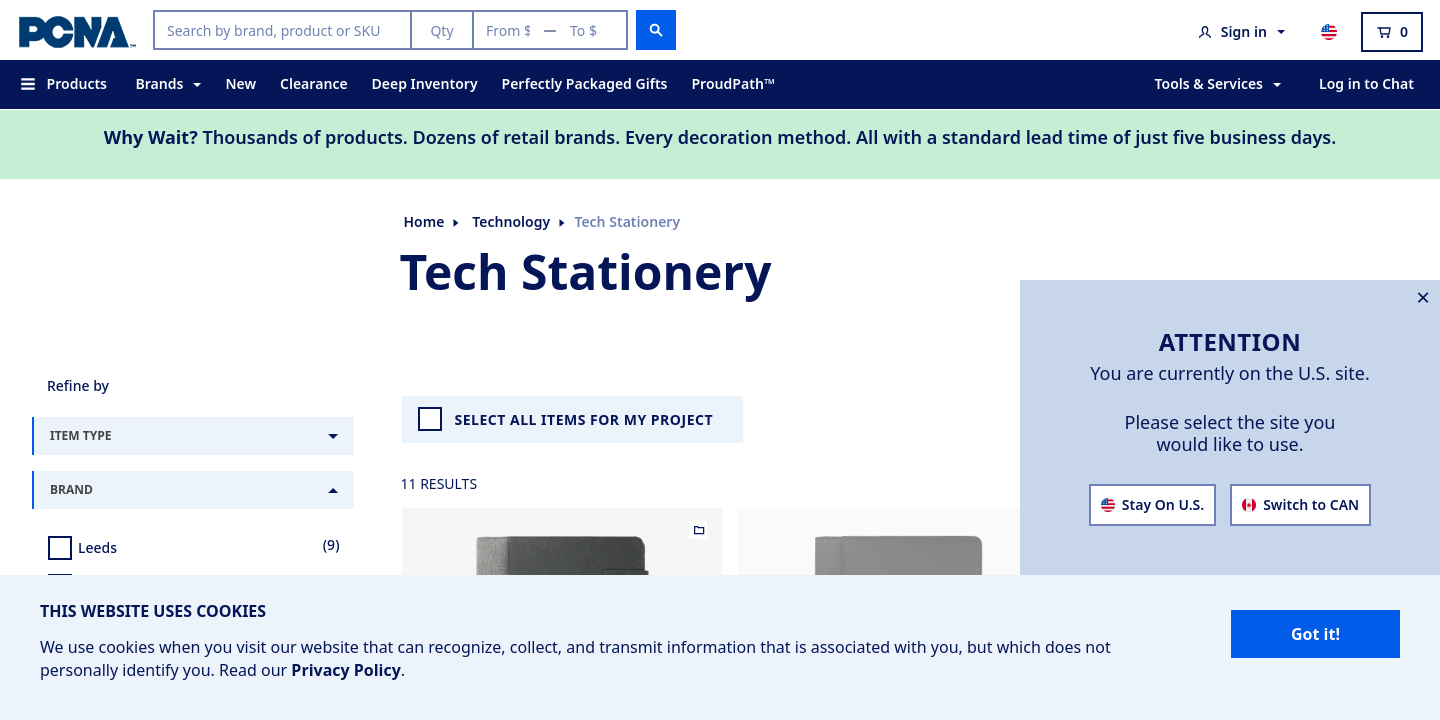 PCNA™
Search by brand, product or SKU
Qty
From $
To $
Sign in
0
Products
Brands
New
Clearance
Deep Inventory
Perfectly Packaged Gifts
ProudPath™
Tools & Services
Log in to Chat
Why Wait? Thousands of products. Dozens of retail brands. Every decoration method. All with a standard lead time of just five business days.
Home
Technology
Tech Stationery
Tech Stationery
Refine by
ITEM TYPE
BRAND
Leeds
(9)
SELECT ALL ITEMS FOR MY PROJECT
11 RESULTS
ATTENTION
You are currently on the U.S. site.
Please select the site you
would like to use.
Stay On U.S.
Switch to CAN
THIS WEBSITE USES COOKIES
We use cookies when you visit our website that can recognize, collect, and transmit information that is associated with you, but which does not
personally identify you. Read our Privacy Policy.
Got it!